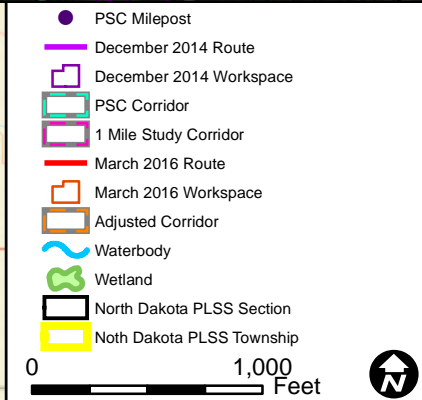 PSC Milepost
December 2014 Route
December 2014 Workspace
PSC Corridor
1 Mile Study Corridor
March 2016 Route
March 2016 Workspace
Adjusted Corridor
Waterbody
Wetland
North Dakota PLSS Section
Noth Dakota PLSS Township
0 1,000
Feet
N